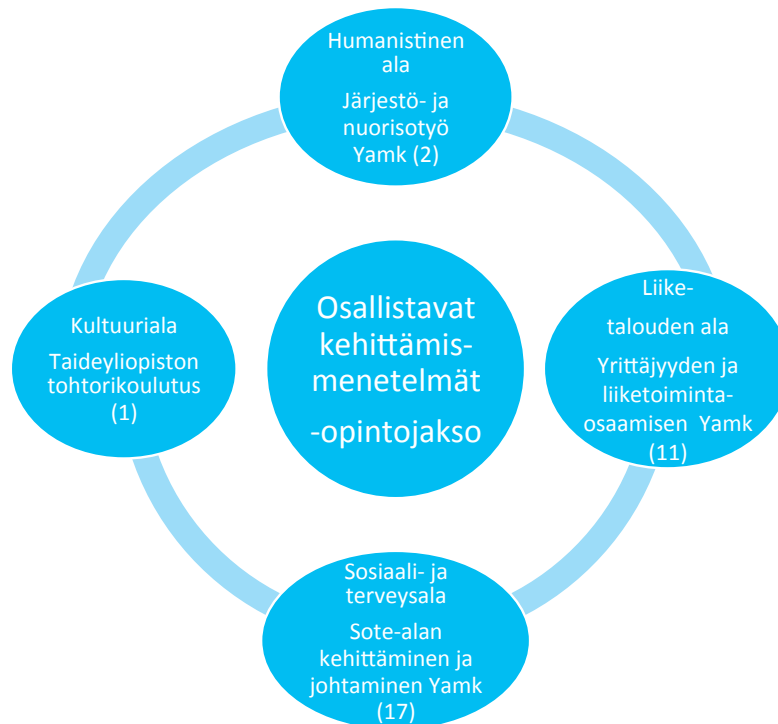 Humanistinen
ala
Järjestö- ja
nuorisotyö
Yamk (2)
Kultuuriala
Taideyliopiston
tohtorikoulutus
(1)
Osallistavat
kehittämis-
menetelmät
-opintojakso
Liike-
talouden ala
Yrittäjyyden ja
liiketoiminta-
osaamisen Yamk
(11)
Sosiaali- ja
terveysala
Sote-alan
kehittäminen ja
johtaminen Yamk
(17)